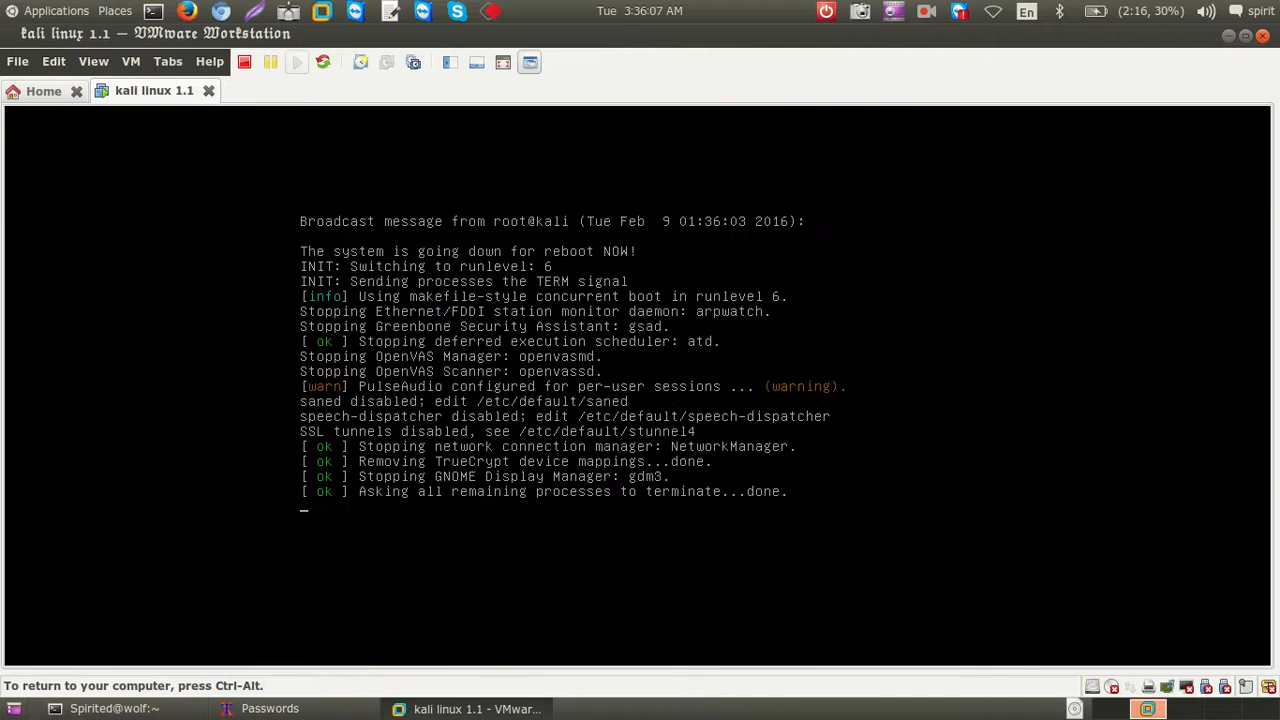 Applications Places Tue Feb 9, 3:36:07 AM En (2:16, 30%) spirit
kali linux 1.1 — VMware Workstation
File Edit View VM Tabs Help
Home kali linux 1.1
Broadcast message from root@kali (Tue Feb  9 01:36:03 2016):
The system is going down for reboot NOW!
INIT: Switching to runlevel: 6
INIT: Sending processes the TERM signal
[info] Using makefile-style concurrent boot in runlevel 6.
Stopping Ethernet/FDDI station monitor daemon: arpwatch.
Stopping Greenbone Security Assistant: gsad.
[ ok ] Stopping deferred execution scheduler: atd.
Stopping OpenVAS Manager: openvasmd.
Stopping OpenVAS Scanner: openvassd.
[warn] PulseAudio configured for per-user sessions ... (warning).
saned disabled; edit /etc/default/saned
speech-dispatcher disabled; edit /etc/default/speech-dispatcher
SSL tunnels disabled, see /etc/default/stunnel4
[ ok ] Stopping network connection manager: NetworkManager.
[ ok ] Removing TrueCrypt device mappings...done.
[ ok ] Stopping GNOME Display Manager: gdm3.
[ ok ] Asking all remaining processes to terminate...done.
To return to your computer, press Ctrl-Alt.
Spirited@wolf:~ Passwords kali linux 1.1 - VMwar...